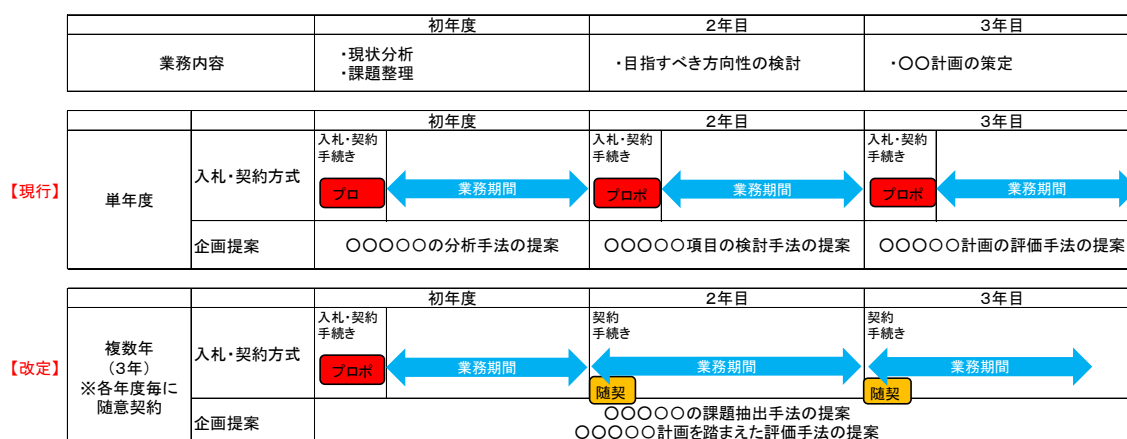 初年度 2年目 3年目
業務内容 ・現状分析 ・目指すべき方向性の検討 ・〇〇計画の策定
・課題整理
初年度 2年目 3年目
【現行】
単年度
入札・契約方式
入札・契約
手続き
プロ
業務期間
入札・契約
手続き
プロポ
業務期間
入札・契約
手続き
プロポ
業務期間
企画提案 〇〇〇〇〇の分析手法の提案 〇〇〇〇〇項目の検討手法の提案 〇〇〇〇〇計画の評価手法の提案
初年度 2年目 3年目
【改定】
複数年
(3年)
※各年度毎に
随意契約
入札・契約方式
入札・契約
手続き
プロポ
業務期間
契約
手続き
随契
業務期間
契約
手続き
随契
業務期間
企画提案
〇〇〇〇〇の課題抽出手法の提案
〇〇〇〇〇計画を踏まえた評価手法の提案